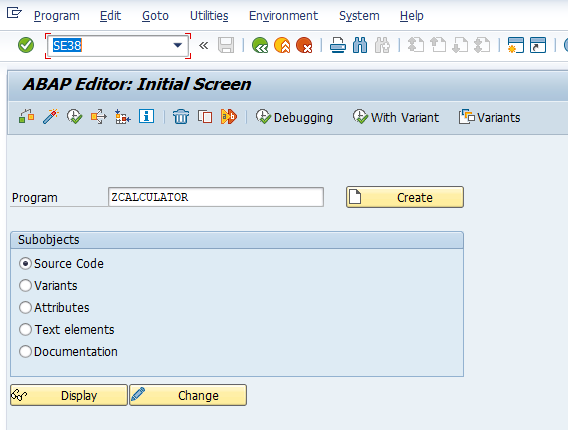 Program Edit Goto Utilities Environment System Help
SE38
ABAP Editor: Initial Screen
Debugging With Variant Variants
Program ZCALCULATOR Create
Subobjects
Source Code
Variants
Attributes
Text elements
Documentation
Display Change